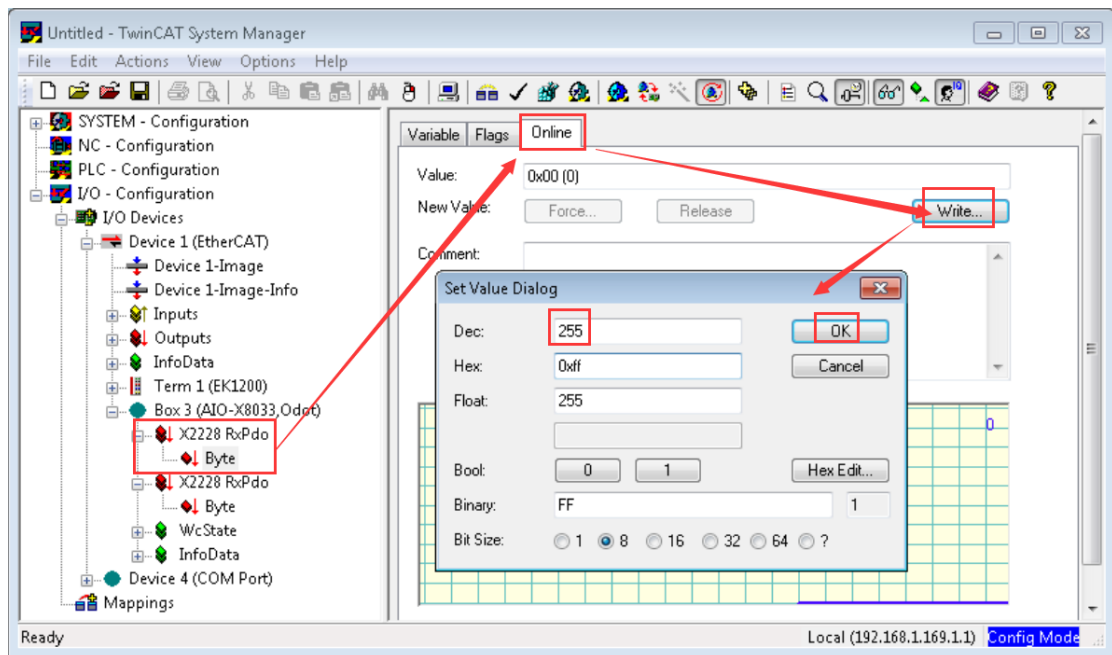 Untitled - TwinCAT System Manager
File Edit Actions View Options Help
SYSTEM - Configuration
NC - Configuration
PLC - Configuration
I/O - Configuration
I/O Devices
Device 1 (EtherCAT)
Device 1-Image
Device 1-Image-Info
Inputs
Outputs
InfoData
Term 1 (EK1200)
Box 3 (AIO-X8033,Odot)
X2228 RxPdo
Byte
X2228 RxPdo
Byte
WcState
InfoData
Device 4 (COM Port)
Mappings
Variable Flags Online
Value: 0x00 (0)
New Value: Force... Release Write...
Comment:
Set Value Dialog
Dec: 255 OK
Hex: 0xff Cancel
Float: 255
Bool: 0 1 Hex Edit...
Binary: FF 1
Bit Size: 1 8 16 32 64 ?
0
Ready Local (192.168.1.169.1.1) Config Mode